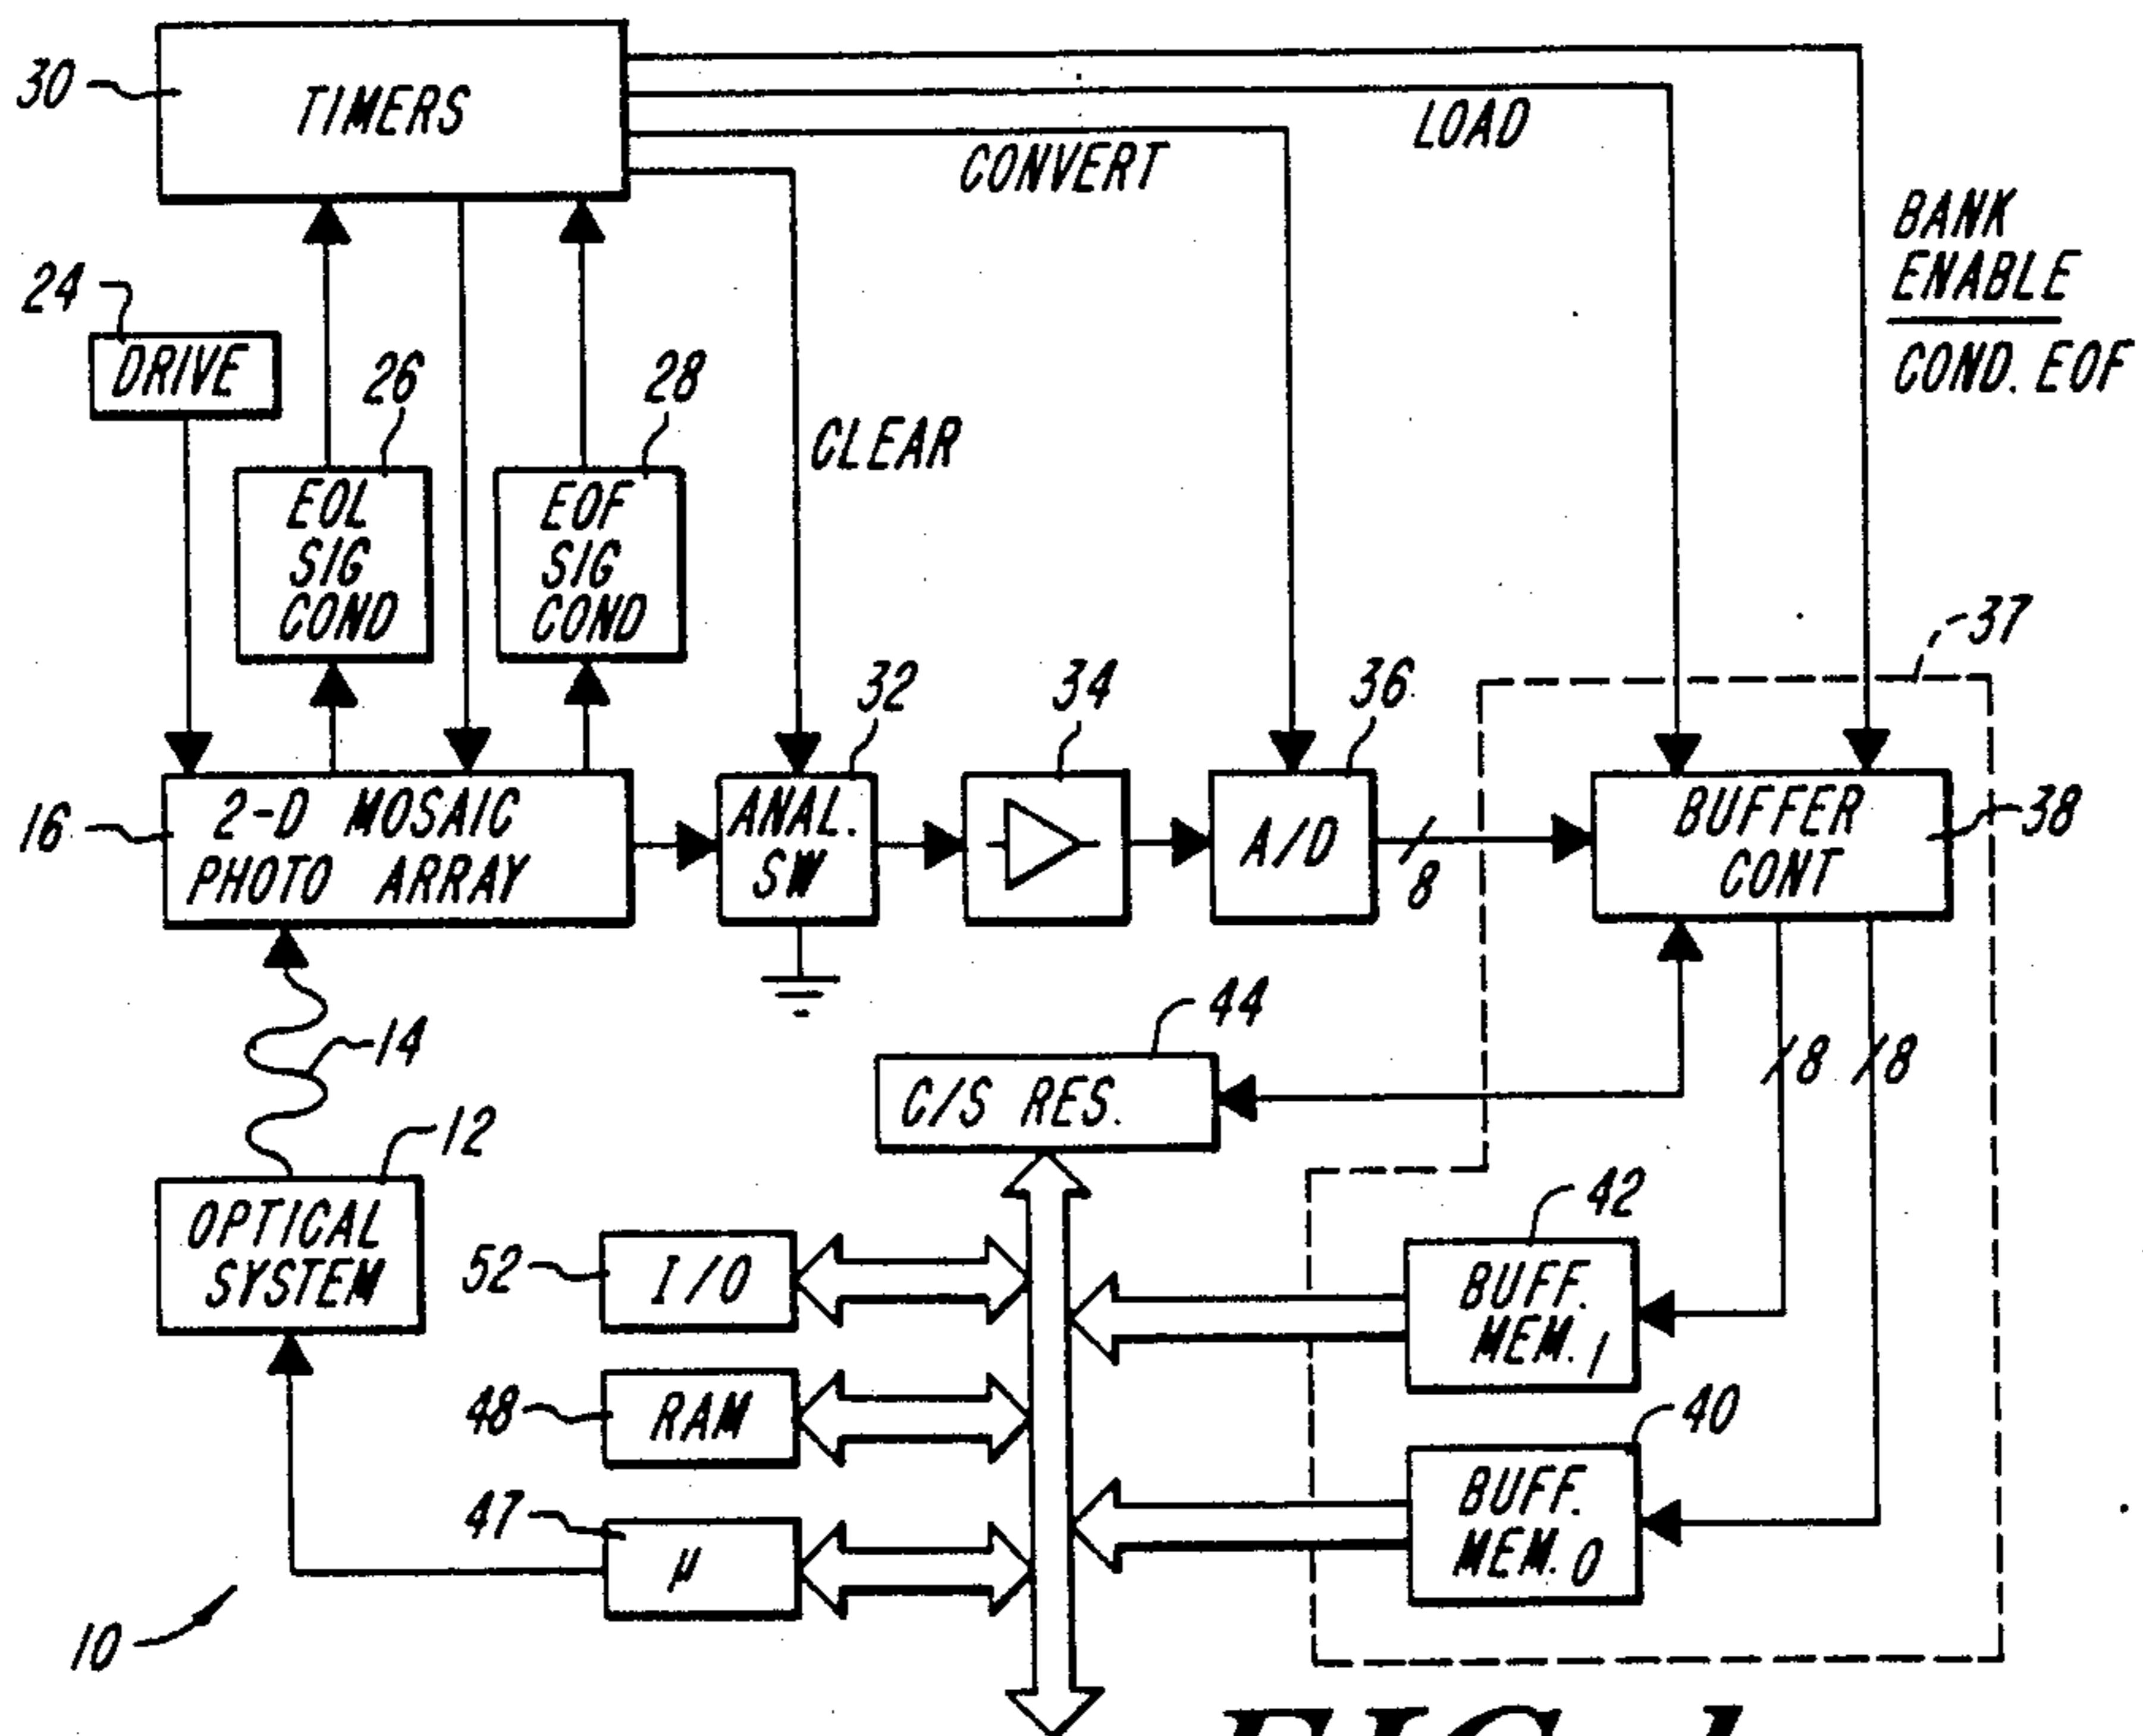 30
TIMERS
LOAD
CONVERT
BANK
ENABLE
COND. EOF
24
DRIVE
26
28
CLEAR
EOL
SIG
COND
EOF
SIG
COND
37
32
34
36
16
2-D MOSAIC
PHOTO ARRAY
ANAL.
SW
A/D
8
BUFFER
CONT
38
14
44
C/S RES.
8
8
12
OPTICAL
SYSTEM
52
I/O
42
BUFF.
MEM.1
48
RAM
40
BUFF.
MEM.0
47
μ
10